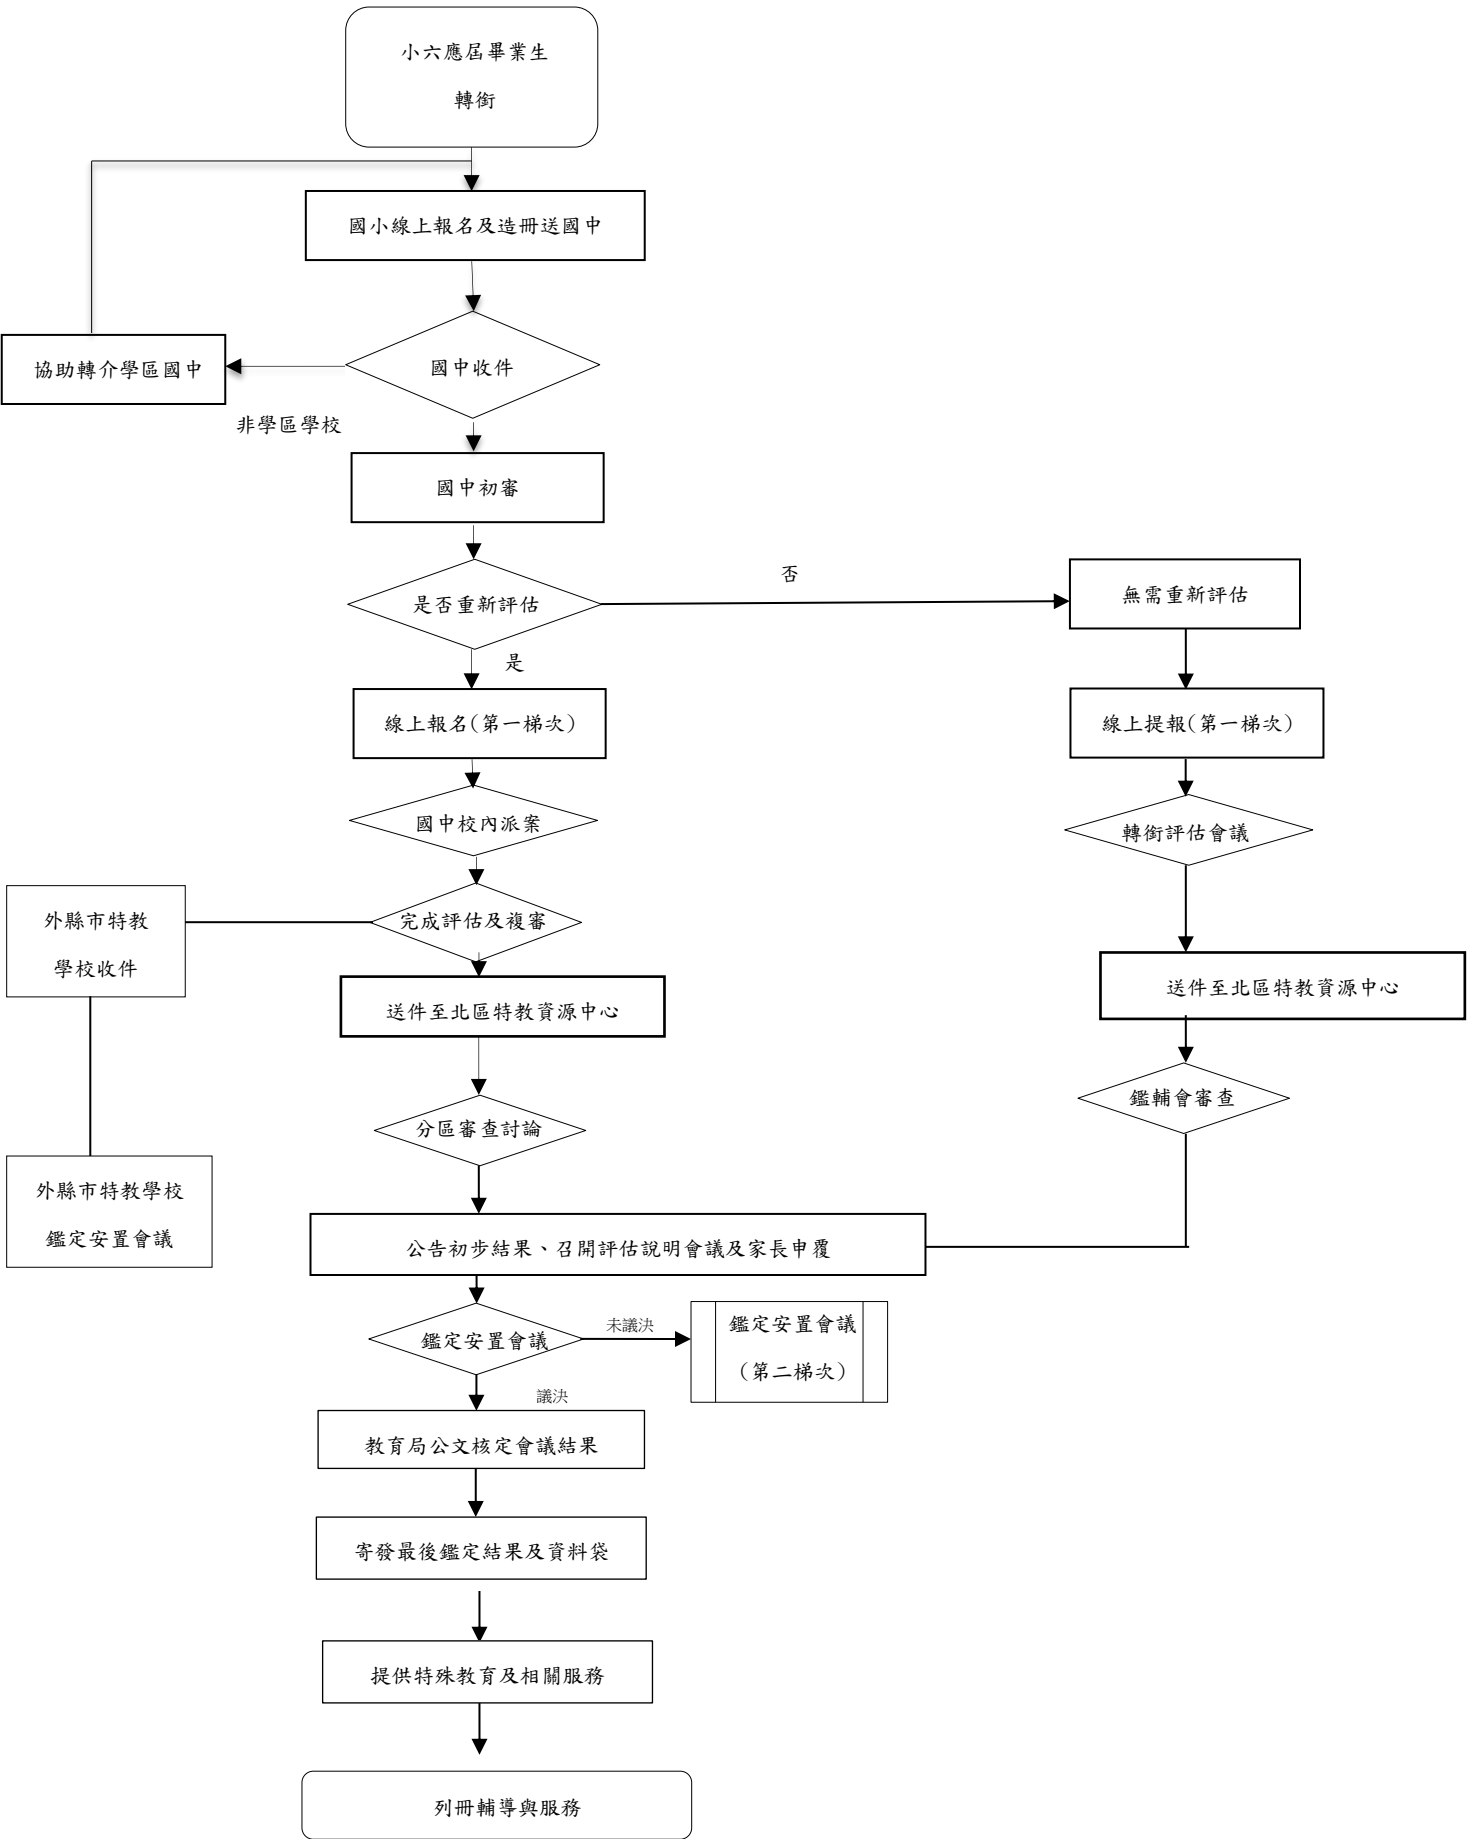 小六應屆畢業生
轉銜
國小線上報名及造冊送國中
協助轉介學區國中
國中收件
非學區學校
國中初審
是否重新評估
否
無需重新評估
是
線上報名(第一梯次)
線上提報(第一梯次)
國中校內派案
轉銜評估會議
外縣市特教
學校收件
完成評估及複審
送件至北區特教資源中心
送件至北區特教資源中心
鑑輔會審查
分區審查討論
外縣市特教學校
鑑定安置會議
公告初步結果、召開評估說明會議及家長申覆
鑑定安置會議
未議決
鑑定安置會議
(第二梯次)
議決
教育局公文核定會議結果
寄發最後鑑定結果及資料袋
提供特殊教育及相關服務
列冊輔導與服務